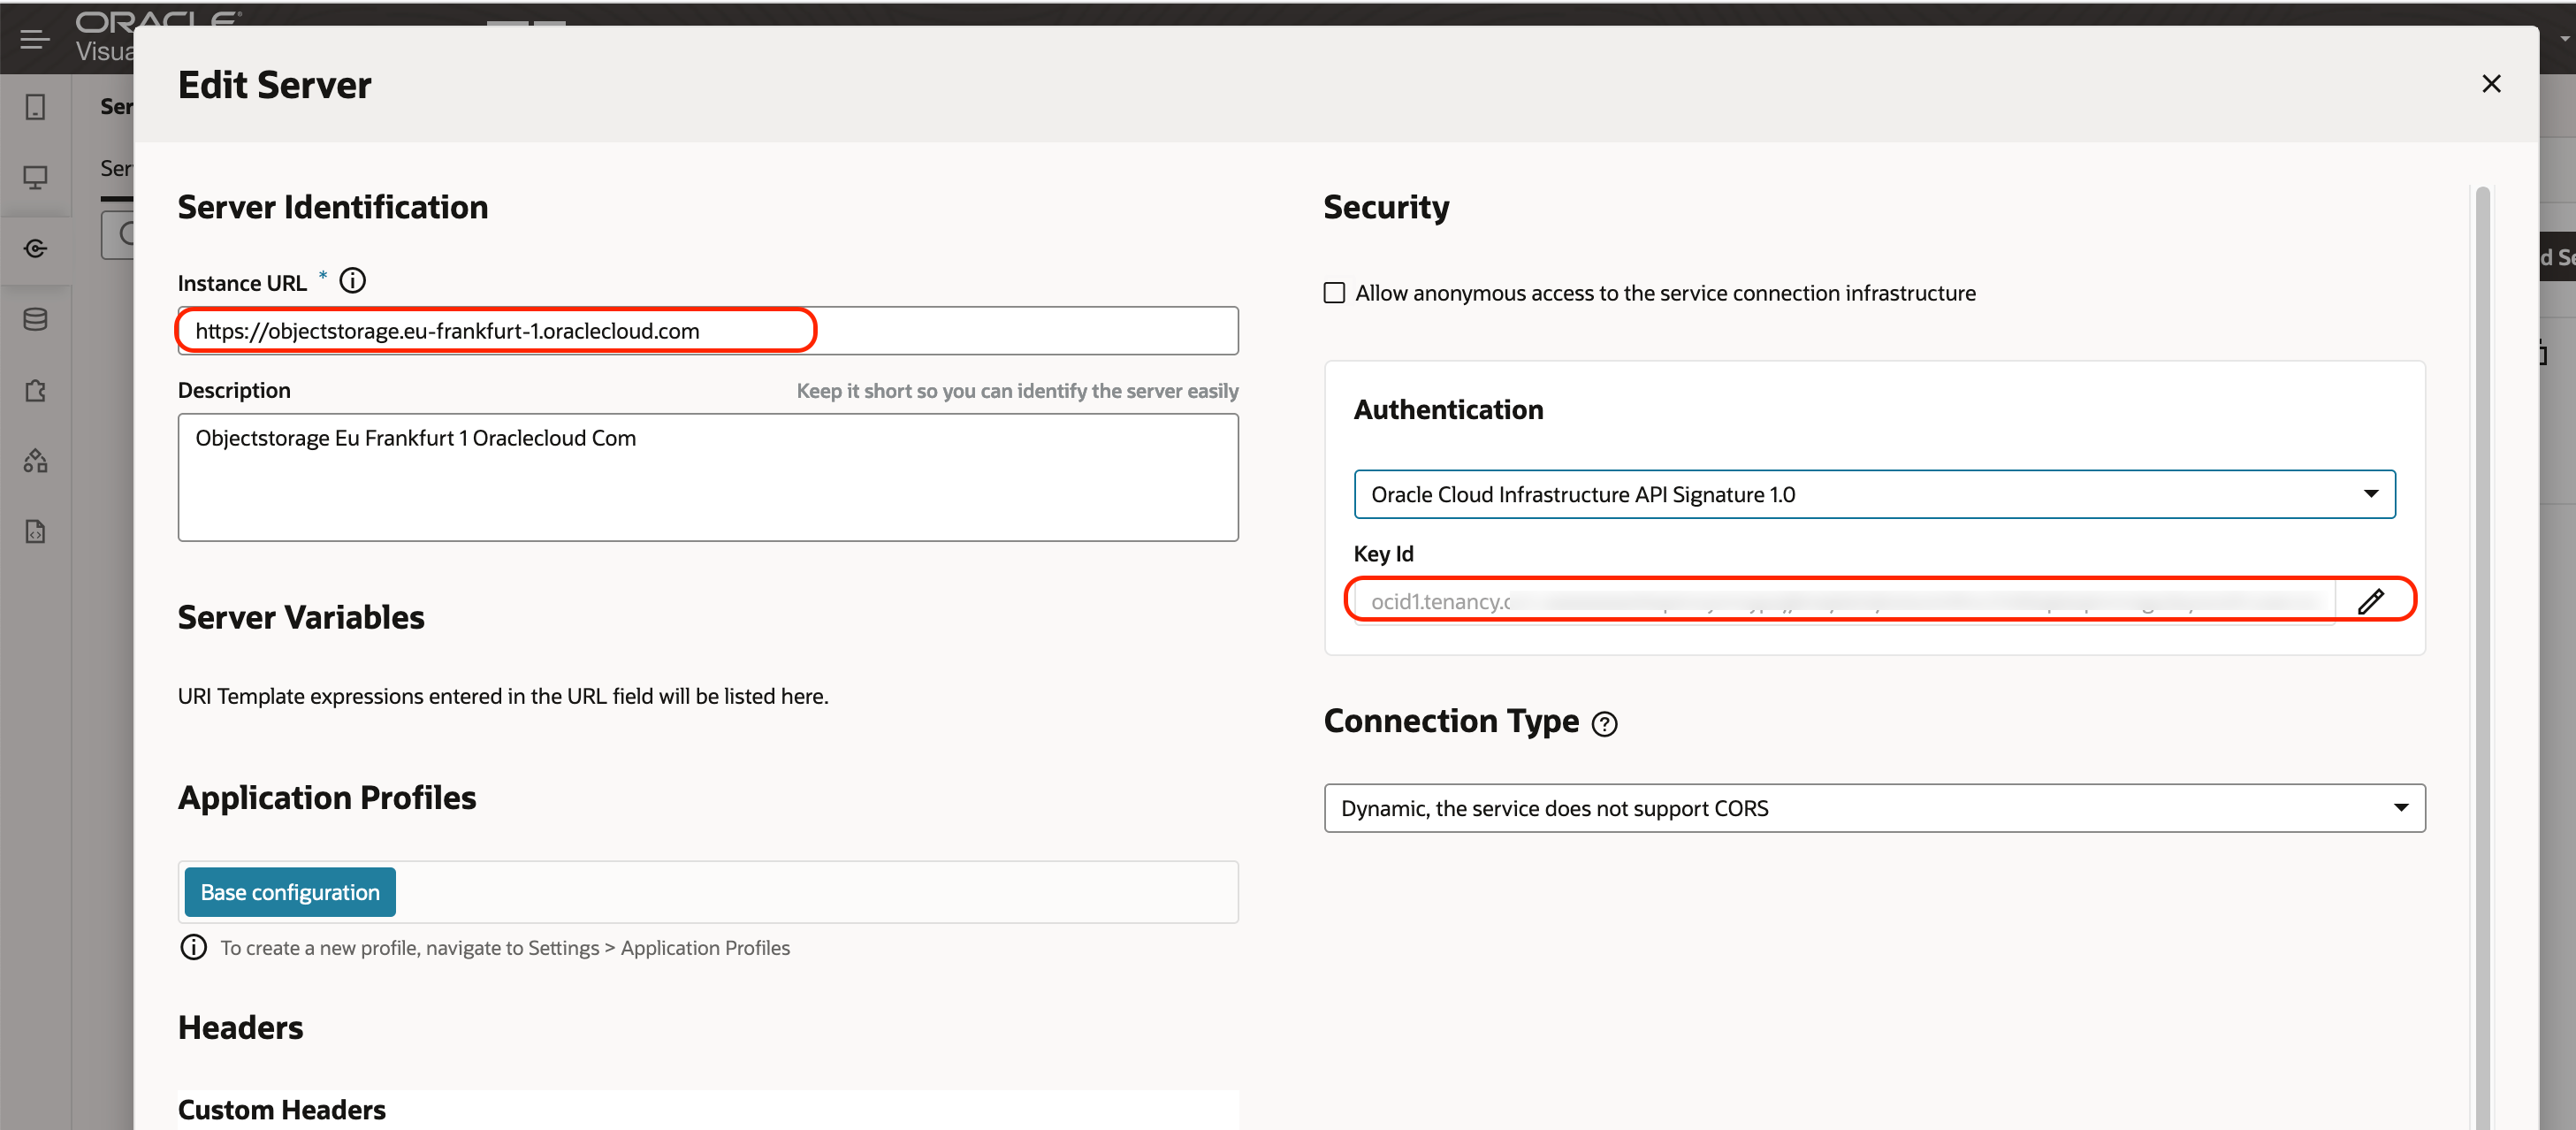 ORACLE
Visua
Edit Server
Ser
Ser
Server Identification
Instance URL *
https://objectstorage.eu-frankfurt-1.oraclecloud.com
Description
Keep it short so you can identify the server easily
Objectstorage Eu Frankfurt 1 Oraclecloud Com
Server Variables
URI Template expressions entered in the URL field will be listed here.
Application Profiles
Base configuration
To create a new profile, navigate to Settings > Application Profiles
Headers
Custom Headers
Security
Allow anonymous access to the service connection infrastructure
Authentication
Oracle Cloud Infrastructure API Signature 1.0
Key Id
ocid1.tenancy.
Connection Type
Dynamic, the service does not support CORS
d Se